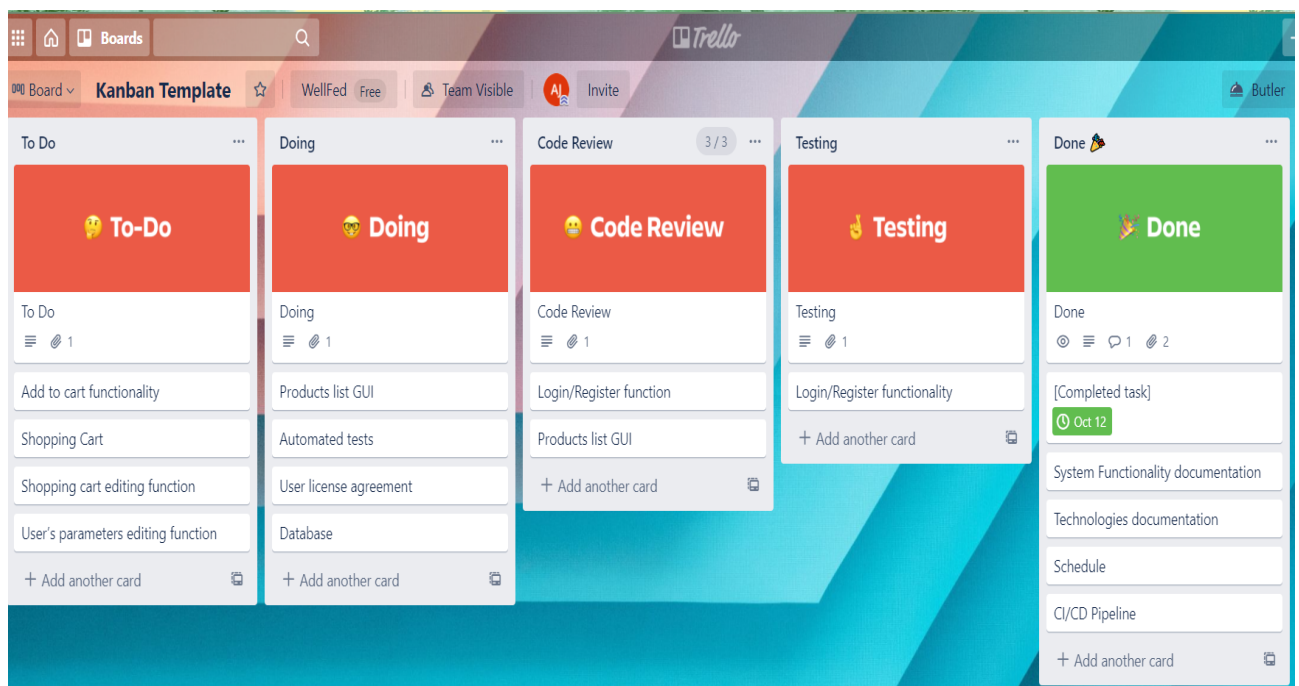 Boards
Trello
Board
Kanban Template
WellFed Free
Team Visible
AJ
Invite
Butler
To Do
To-Do
To Do
1
Add to cart functionality
Shopping Cart
Shopping cart editing function
User's parameters editing function
+ Add another card
Doing
Doing
Doing
1
Products list GUI
Automated tests
User license agreement
Database
+ Add another card
Code Review 3 / 3
Code Review
Code Review
1
Login/Register function
Products list GUI
+ Add another card
Testing
Testing
Testing
1
Login/Register functionality
+ Add another card
Done
Done
Done
1 2
[Completed task]
Oct 12
System Functionality documentation
Technologies documentation
Schedule
CI/CD Pipeline
+ Add another card